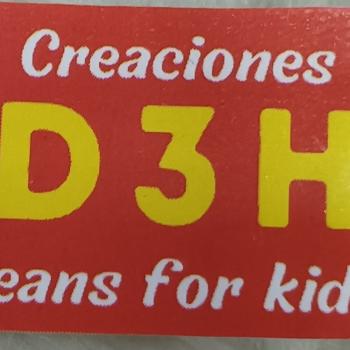 Creaciones
D3H
eans for kid